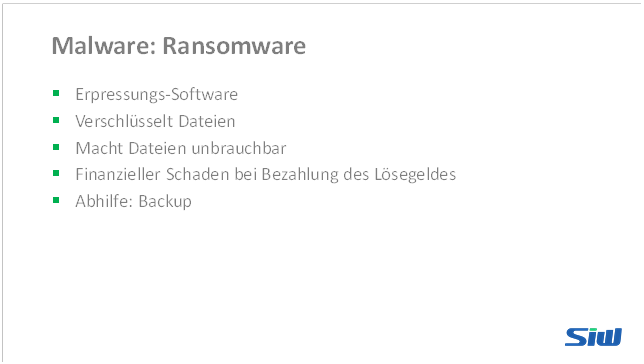 Malware: Ransomware
Erpressungs-Software
Verschlüsselt Dateien
Macht Dateien unbrauchbar
Finanzieller Schaden bei Bezahlung des Lösegeldes
Abhilfe: Backup
SiW